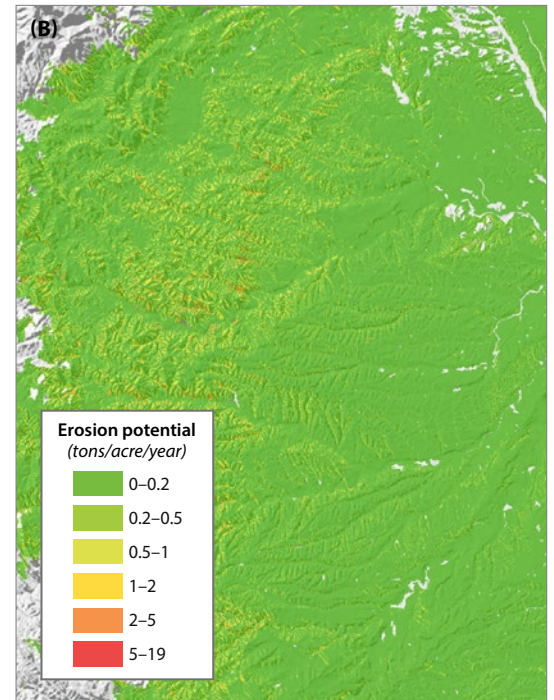 (B)
Erosion potential
(tons/acre/year)
0–0.2
0.2–0.5
0.5–1
1–2
2–5
5–19